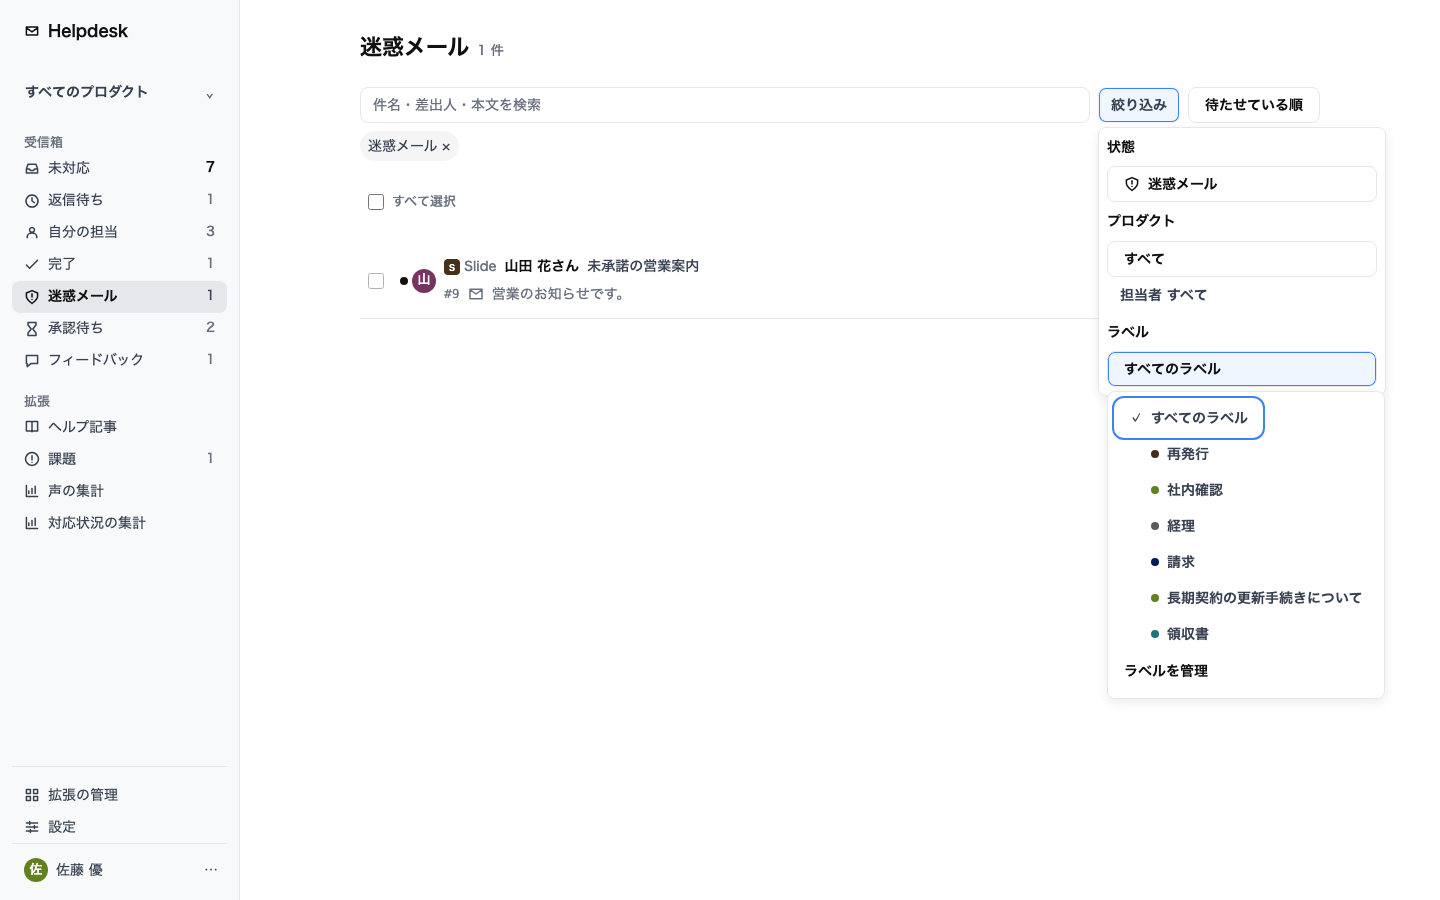 Helpdesk
すべてのプロダクト
受信箱
未対応 7
返信待ち 1
自分の担当 3
完了 1
迷惑メール 1
承認待ち 2
フィードバック 1
拡張
ヘルプ記事
課題 1
声の集計
対応状況の集計
拡張の管理
設定
佐 佐藤 優 ...
迷惑メール 1 件
件名・差出人・本文を検索
絞り込み
待たせている順
迷惑メール ×
すべて選択
山 S Slide 山田 花さん 未承諾の営業案内
#9 営業のお知らせです。
状態
迷惑メール
プロダクト
すべて
担当者 すべて
ラベル
すべてのラベル
✓ すべてのラベル
再発行
社内確認
経理
請求
長期契約の更新手続きについて
領収書
ラベルを管理